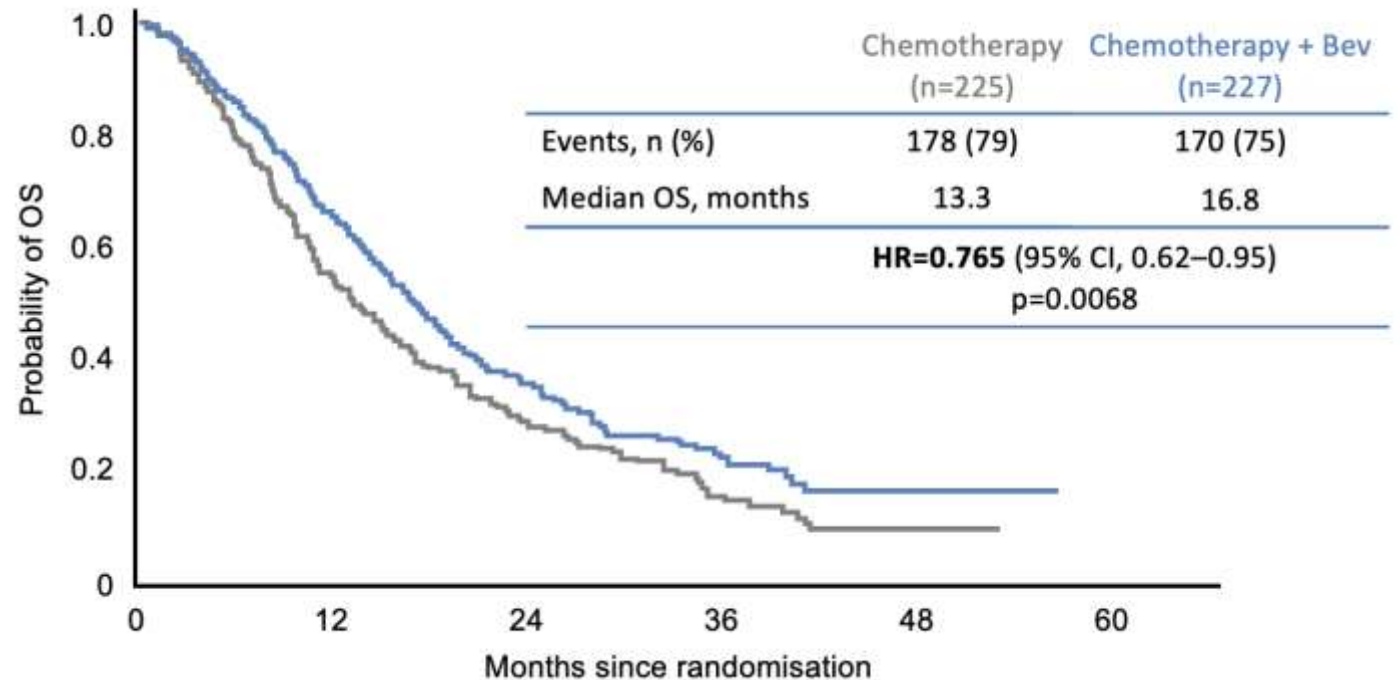 Chemotherapy Chemotherapy + Bev
(n=225) (n=227)
Events, n (%) 178 (79) 170 (75)
Median OS, months 13.3 16.8
HR=0.765 (95% CI, 0.62–0.95)
p=0.0068
Probability of OS
1.0
0.8
0.6
0.4
0.2
0
0 12 24 36 48 60
Months since randomisation